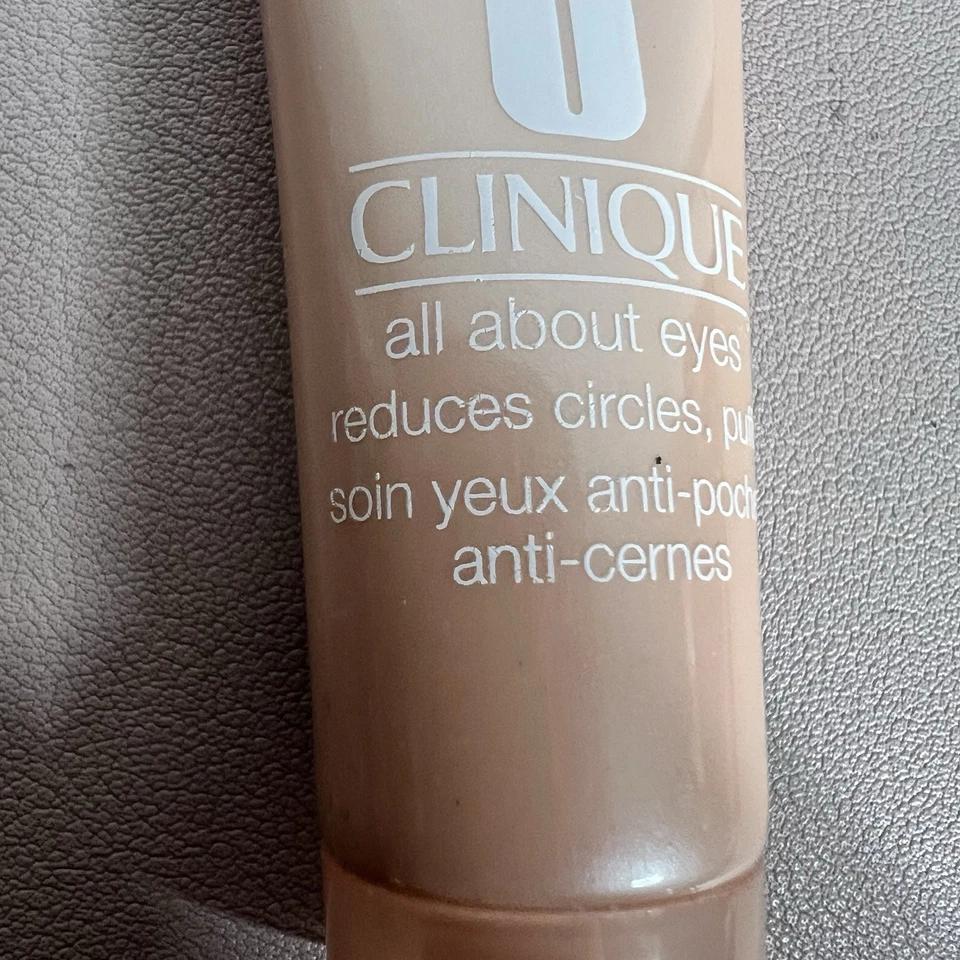 CLINIQUE
all about eyes
reduces circles,
soin yeux
anti-cernes